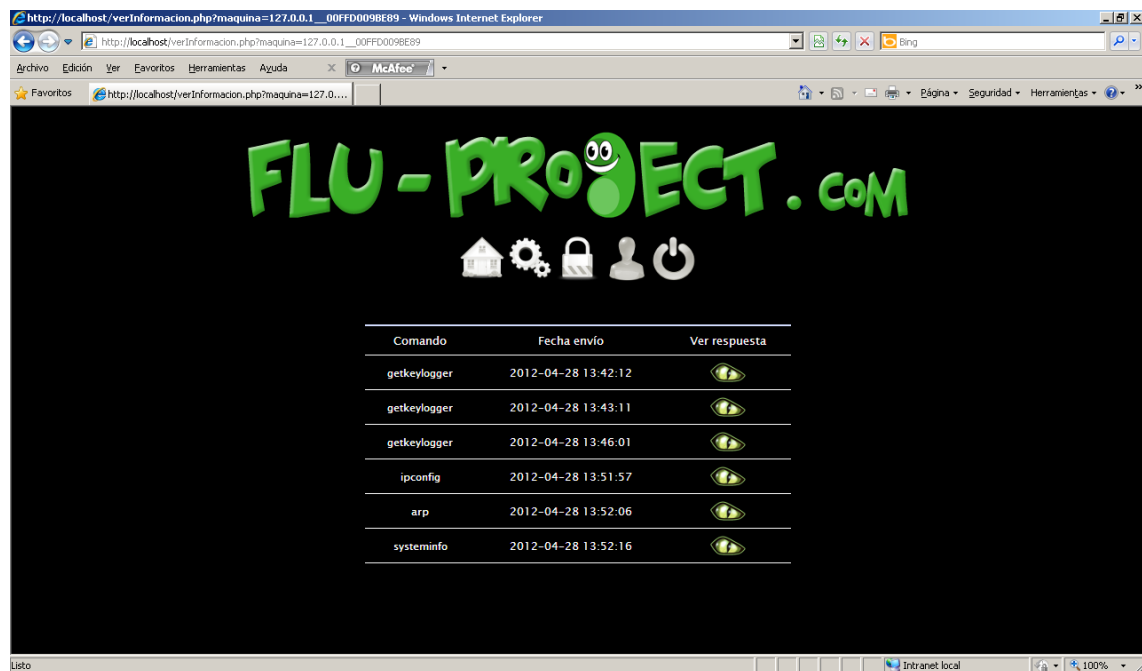 http://localhost/verInformacion.php?maquina=127.0.0.1__00FFD009BE89 - Windows Internet Explorer
http://localhost/verInformacion.php?maquina=127.0.0.1__00FFD009BE89
Bing
Archivo Edición Ver Favoritos Herramientas Ayuda x McAfee
Favoritos http://localhost/verInformacion.php?maquina=127.0.... Página Seguridad Herramientas
FLU-PROJECT.COM
Comando Fecha envío Ver respuesta
getkeylogger 2012-04-28 13:42:12
getkeylogger 2012-04-28 13:43:11
getkeylogger 2012-04-28 13:46:01
ipconfig 2012-04-28 13:51:57
arp 2012-04-28 13:52:06
systeminfo 2012-04-28 13:52:16
Listo Intranet local 100%